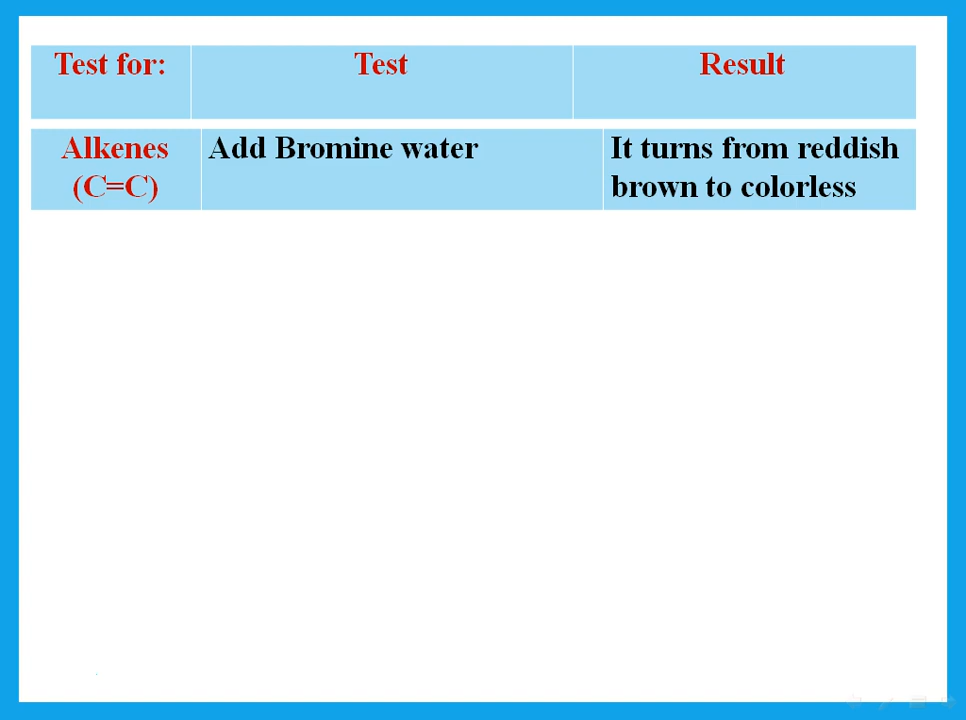 Test for:
Test
Result
Alkenes
(C=C)
Add Bromine water
It turns from reddish
brown to colorless